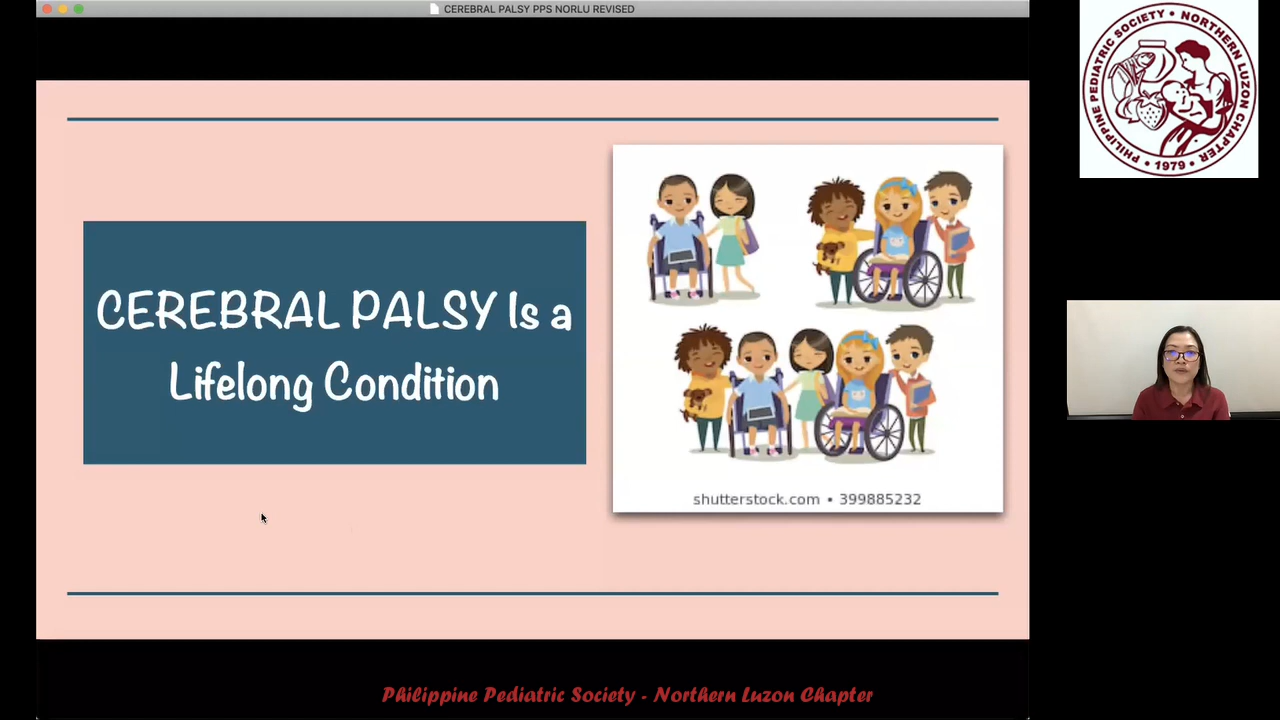 CEREBRAL PALSY PPS NORLU REVISED
PHILIPPINE PEDIATRIC SOCIETY • NORTHERN LUZON CHAPTER
• 1979 •
CEREBRAL PALSY Is a
Lifelong Condition
shutterstock.com • 399885232
Philippine Pediatric Society - Northern Luzon Chapter